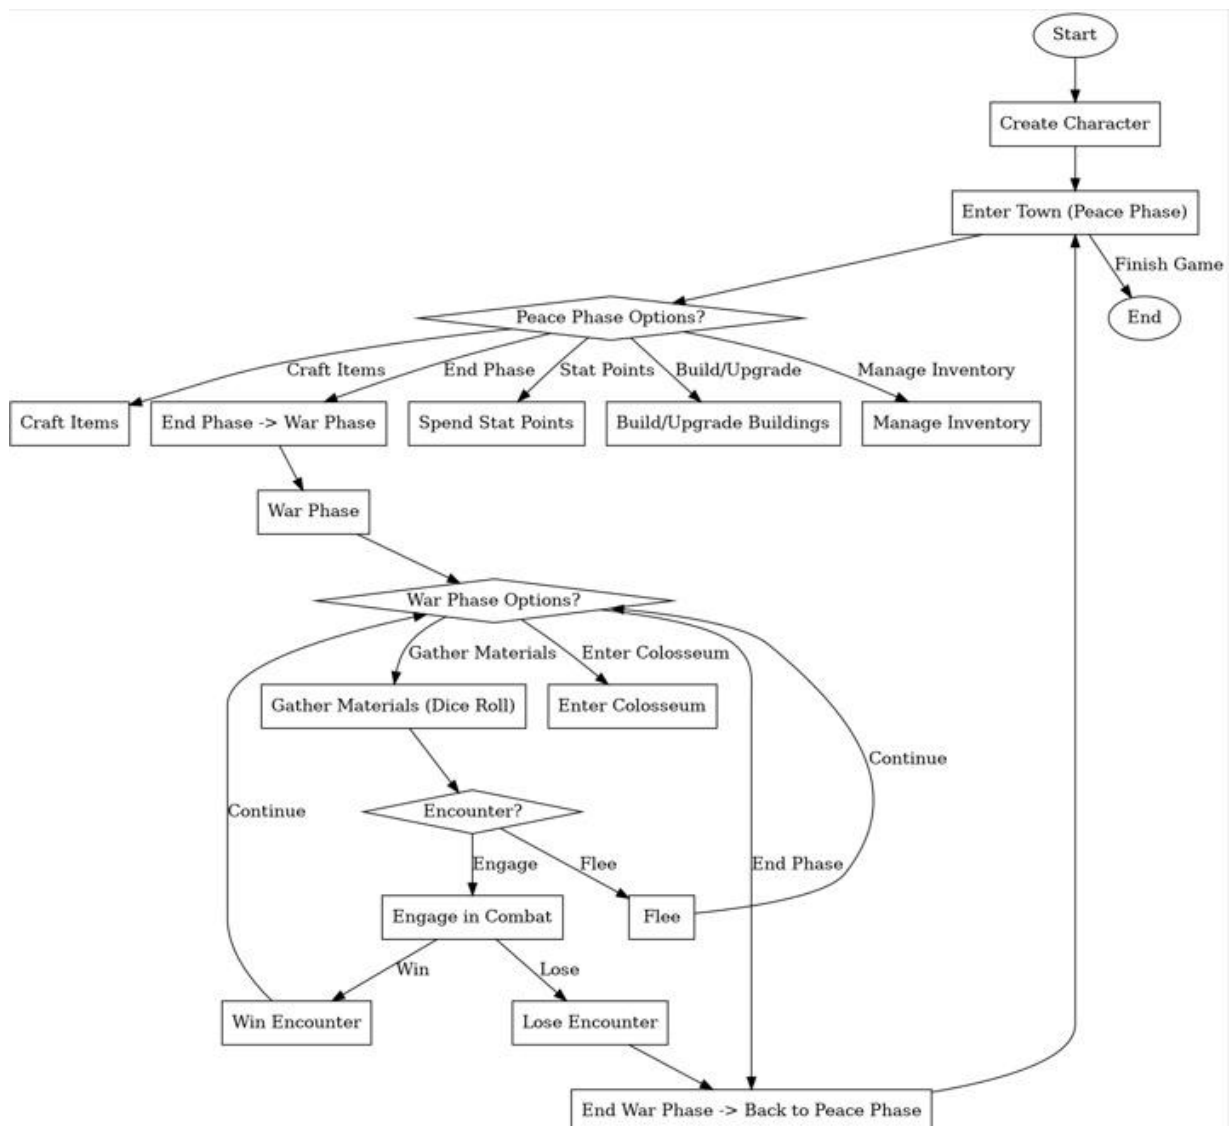 Start
Create Character
Enter Town (Peace Phase)
Finish Game
End
Peace Phase Options?
Craft Items
End Phase
Stat Points
Build/Upgrade
Manage Inventory
Craft Items
End Phase -> War Phase
Spend Stat Points
Build/Upgrade Buildings
Manage Inventory
War Phase
War Phase Options?
Gather Materials
Enter Colosseum
Gather Materials (Dice Roll)
Enter Colosseum
Continue
Encounter?
Continue
Engage
Flee
End Phase
Engage in Combat
Flee
Win
Lose
Win Encounter
Lose Encounter
End War Phase -> Back to Peace Phase